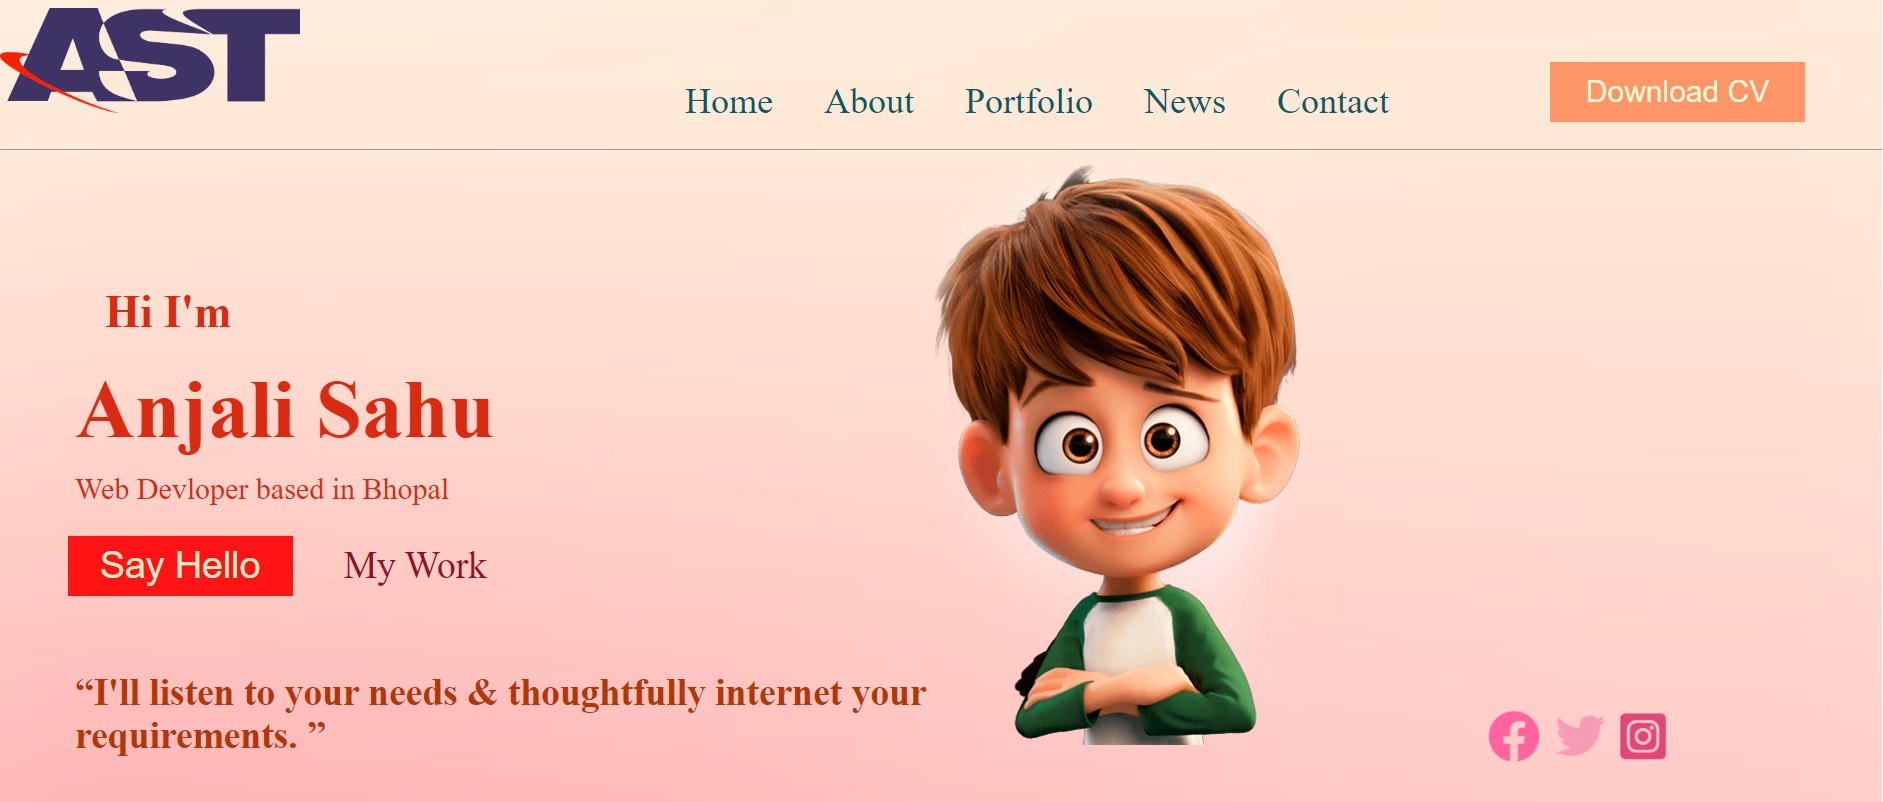 AST
Home About Portfolio News Contact Download CV
Hi I'm
Anjali Sahu
Web Devloper based in Bhopal
Say Hello My Work
“I'll listen to your needs & thoughtfully internet your
requirements. ”